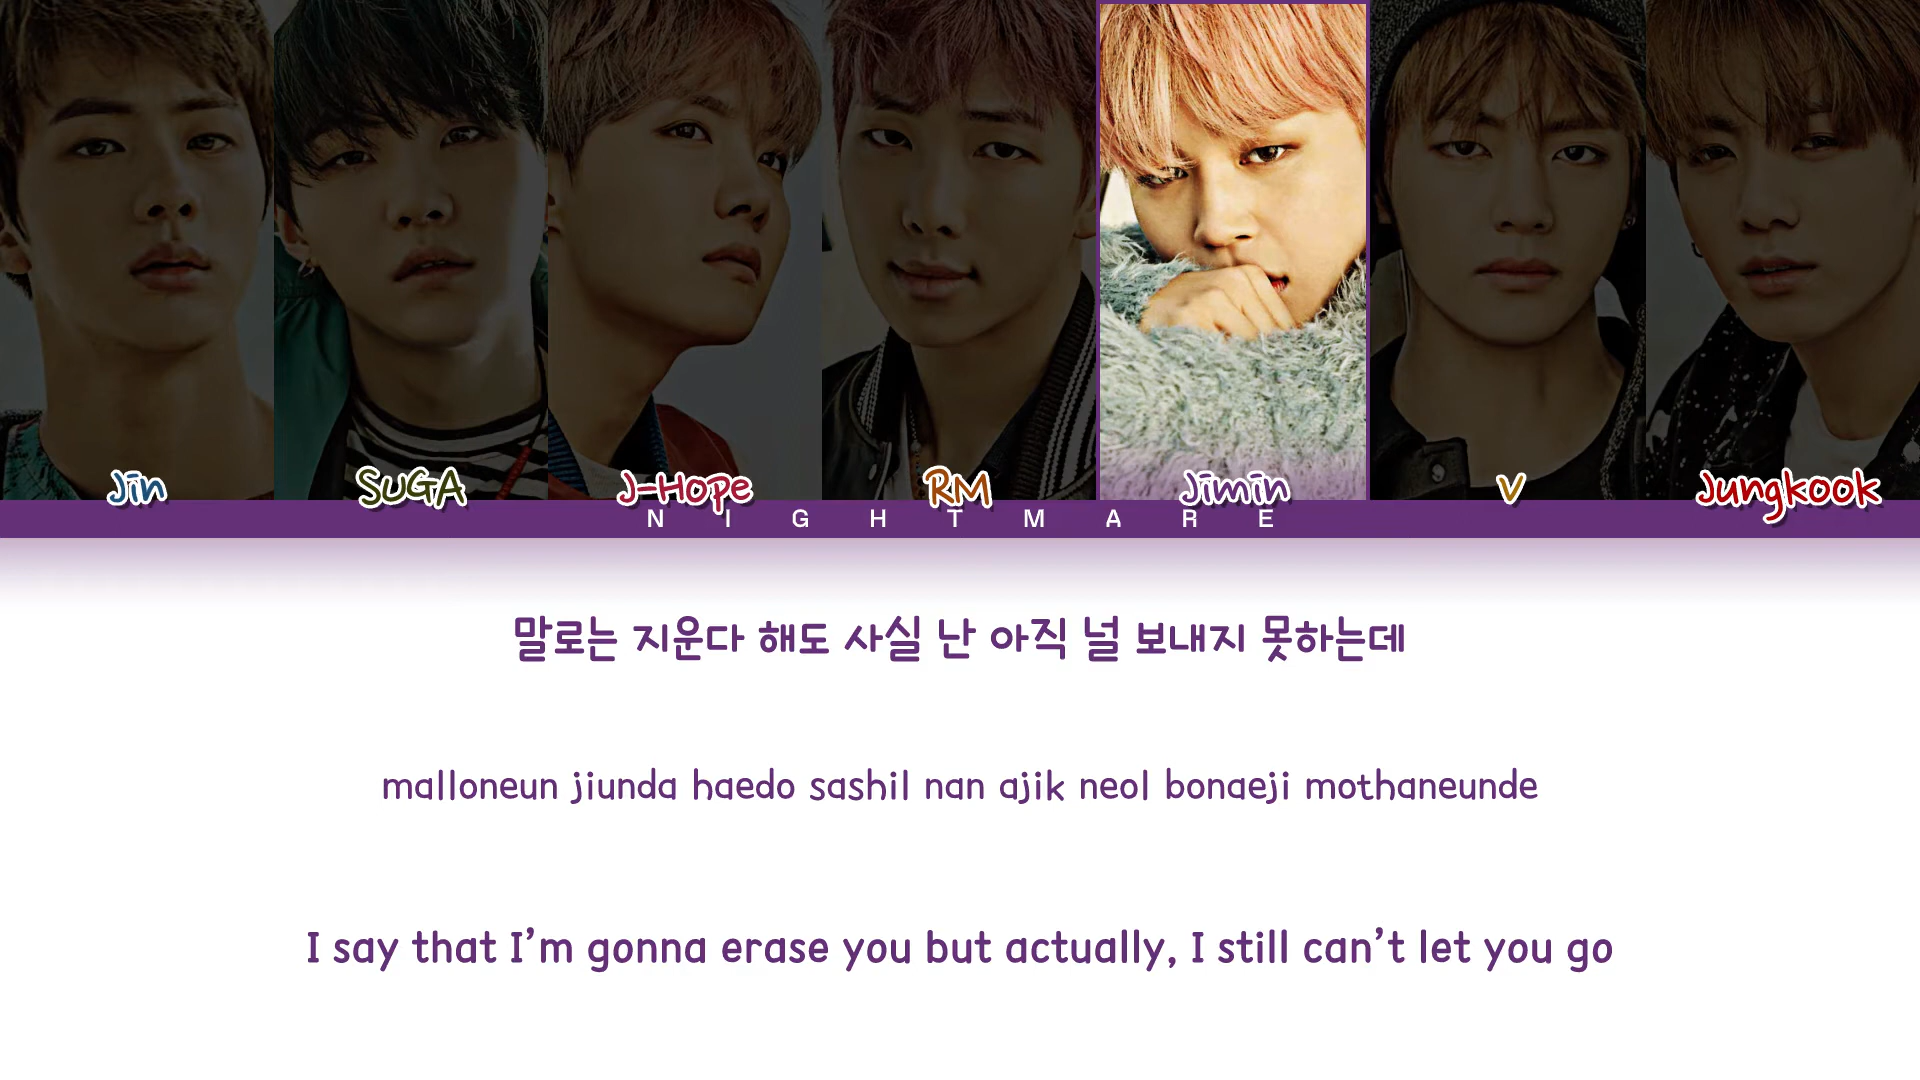 Jin SUGA J-Hope RM Jimin V Jungkook
NIGHTMARE
말로는 지운다 해도 사실 난 아직 널 보내지 못하는데
malloneun jiunda haedo sashil nan ajik neol bonaeji mothaneunde
I say that I’m gonna erase you but actually, I still can’t let you go